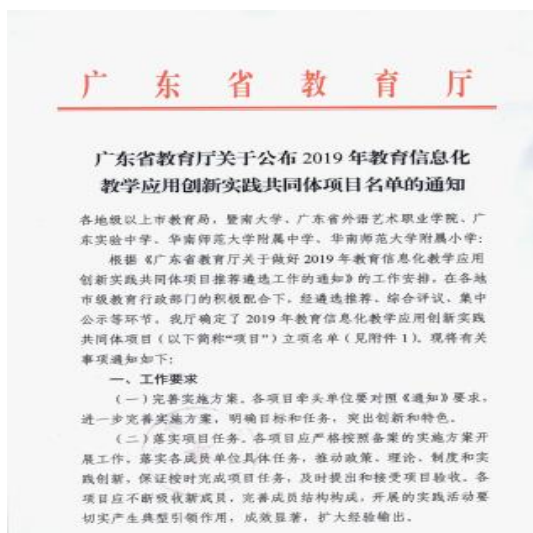 广东省教育厅
广东省教育厅关于公布 2019 年教育信息化
教学应用创新实践共同体项目名单的通知
各地级以上市教育局，暨南大学、广东省外语艺术职业学院、广
东实验中学、华南师范大学附属中学、华南师范大学附属小学：
根据《广东省教育厅关于做好 2019 年教育信息化教学应用
创新实践共同体项目推荐遴选工作的通知》的工作安排，在各地
市级教育行政部门的积极配合下，经遴选推荐、综合评议、集中
公示等环节，我厅确定了 2019 年教育信息化教学应用创新实践
共同体项目（以下简称“项目”）立项名单（见附件 1）。现将有关
事项通知如下：
一、工作要求
（一）完善实施方案。各项目牵头单位要对照《通知》要求，
进一步完善实施方案，明确目标和任务，突出创新和特色。
（二）落实项目任务。各项目应严格按照备案的实施方案开
展工作，落实各成员单位具体任务，推动政策、理论、制度和实
践创新，保证按时完成项目任务，及时提出和接受项目验收。各
项目应不断吸收新成员，完善成员结构构成，开展的实践活动要
切实产生典型引领作用，成效显著，扩大经验输出。